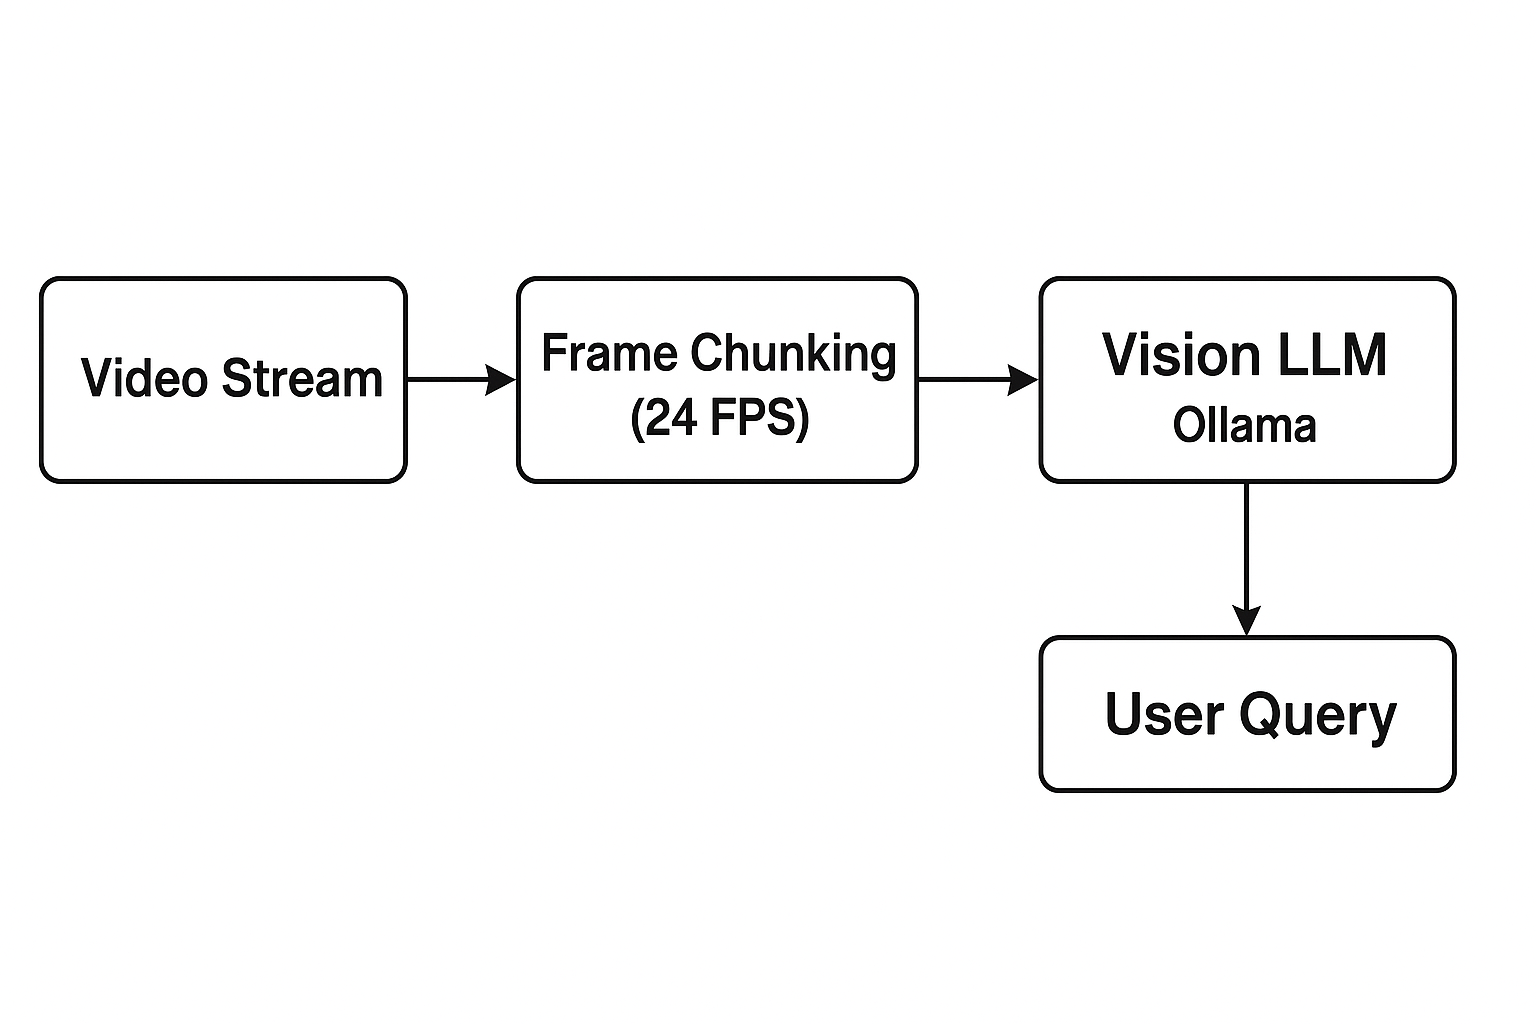 Video Stream
Frame Chunking
(24 FPS)
Vision LLM
Ollama
User Query